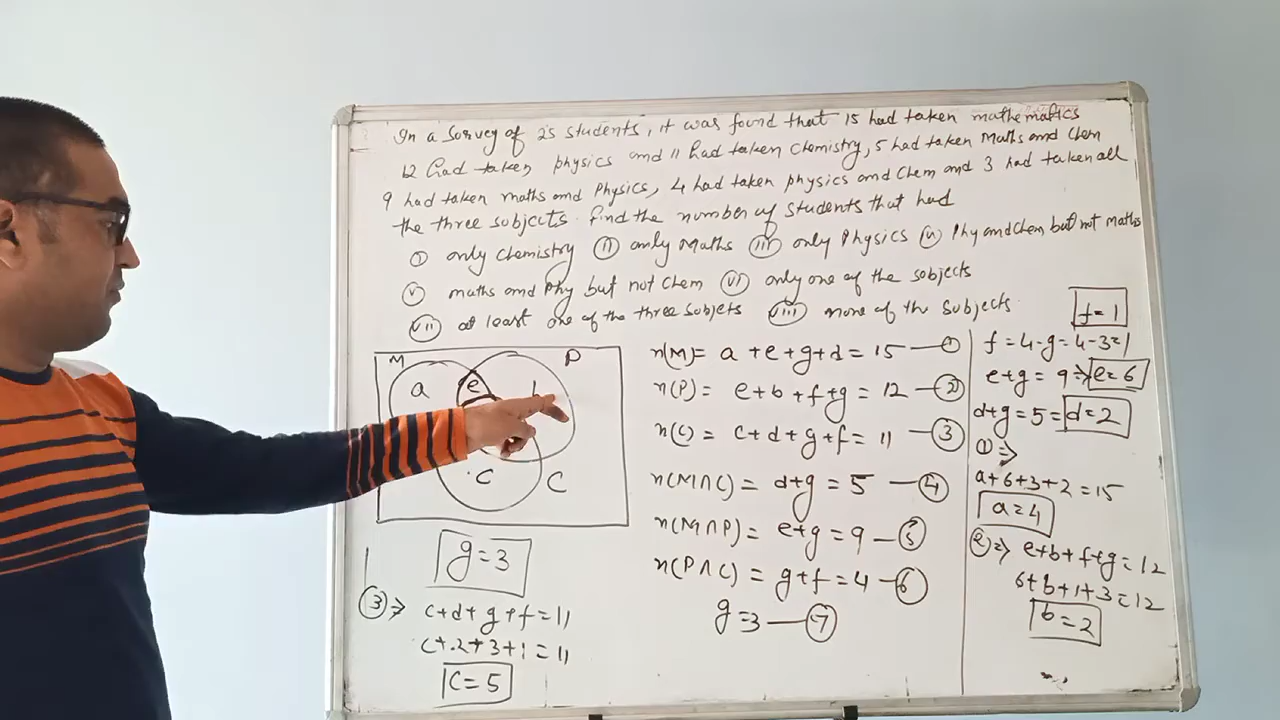 In a Sorvey of 25 students, it was found that 15 had taken mathematics
12 had taken physics and 11 had taken chemistry, 5 had taken Maths and Chem
9 had taken maths and Physics, 4 had taken physics and Chem and 3 had taken all
the three subjects. find the number of students that had
(i) only chemistry (ii) only Maths (iii) only Physics (iv) Phy and Chem but not maths
(v) maths and Phy but not Chem (vi) only one of the sobjects
(vii) at least one of the three Subjets (viii) none of the Subjects
M P
a e b
c C
g=3
(3) ⇒ c+d+g+f=11
c+2+3+1=11
c=5
n(M)= a+e+g+d=15 —(1)
n(P)= e+b+f+g=12 —(2)
n(C)= c+d+g+f=11 —(3)
n(M∩C)= d+g=5 —(4)
n(M∩P)= e+g=9 —(5)
n(P∩C)= g+f=4 —(6)
g=3 —(7)
f=1
f=4-g=4-3=1
e+g=9⇒ e=6
d+g=5= d=2
(1)⇒
a+6+3+2=15
a=4
(2)⇒ e+b+f+g=12
6+b+1+3=12
b=2